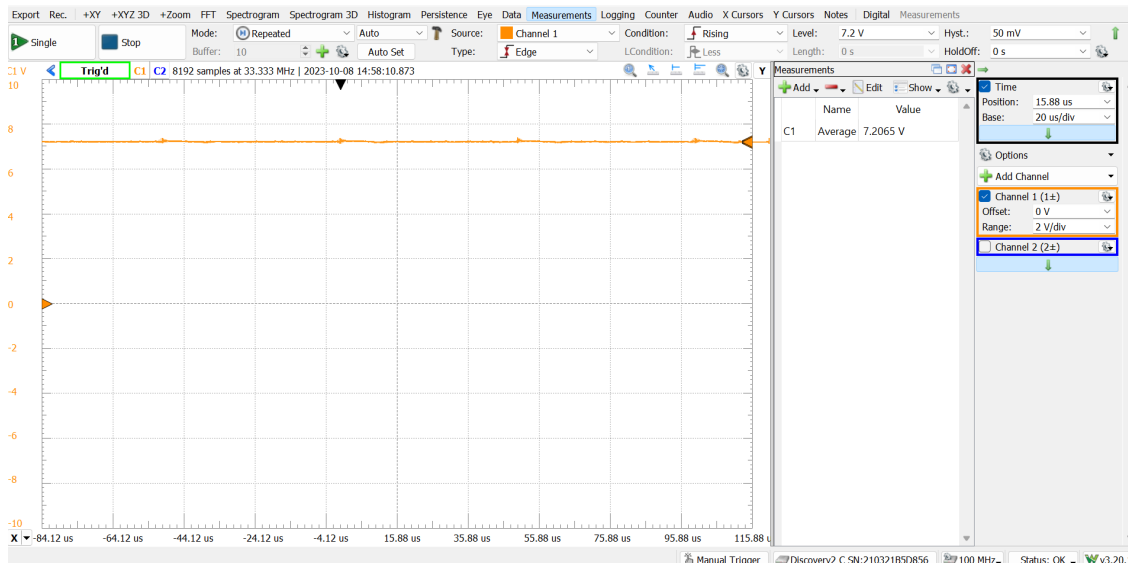 Export Rec. +XY +XYZ 3D +Zoom FFT Spectrogram Spectrogram 3D Histogram Persistence Eye Data Measurements Logging Counter Audio X Cursors Y Cursors Notes Digital Measurements
Single Stop Mode: Repeated Auto Source: Channel 1 Condition: Rising Level: 7.2 V Hyst.: 50 mV
Buffer: 10 Auto Set Type: Edge LCondition: Less Length: 0 s HoldOff: 0 s
C1 V Trig'd C1 C2 8192 samples at 33.333 MHz | 2023-10-08 14:58:10.873 Y
10
8
6
4
2
0
-2
-4
-6
-8
-10
X -84.12 us -64.12 us -44.12 us -24.12 us -4.12 us 15.88 us 35.88 us 55.88 us 75.88 us 95.88 us 115.88 u
Measurements
Add Edit Show
Name Value
C1 Average 7.2065 V
Time
Position: 15.88 us
Base: 20 us/div
Options
Add Channel
Channel 1 (1±)
Offset: 0 V
Range: 2 V/div
Channel 2 (2±)
Manual Trigger Discovery2 C SN:210321B5D856 100 MHz Status: OK v3.20.